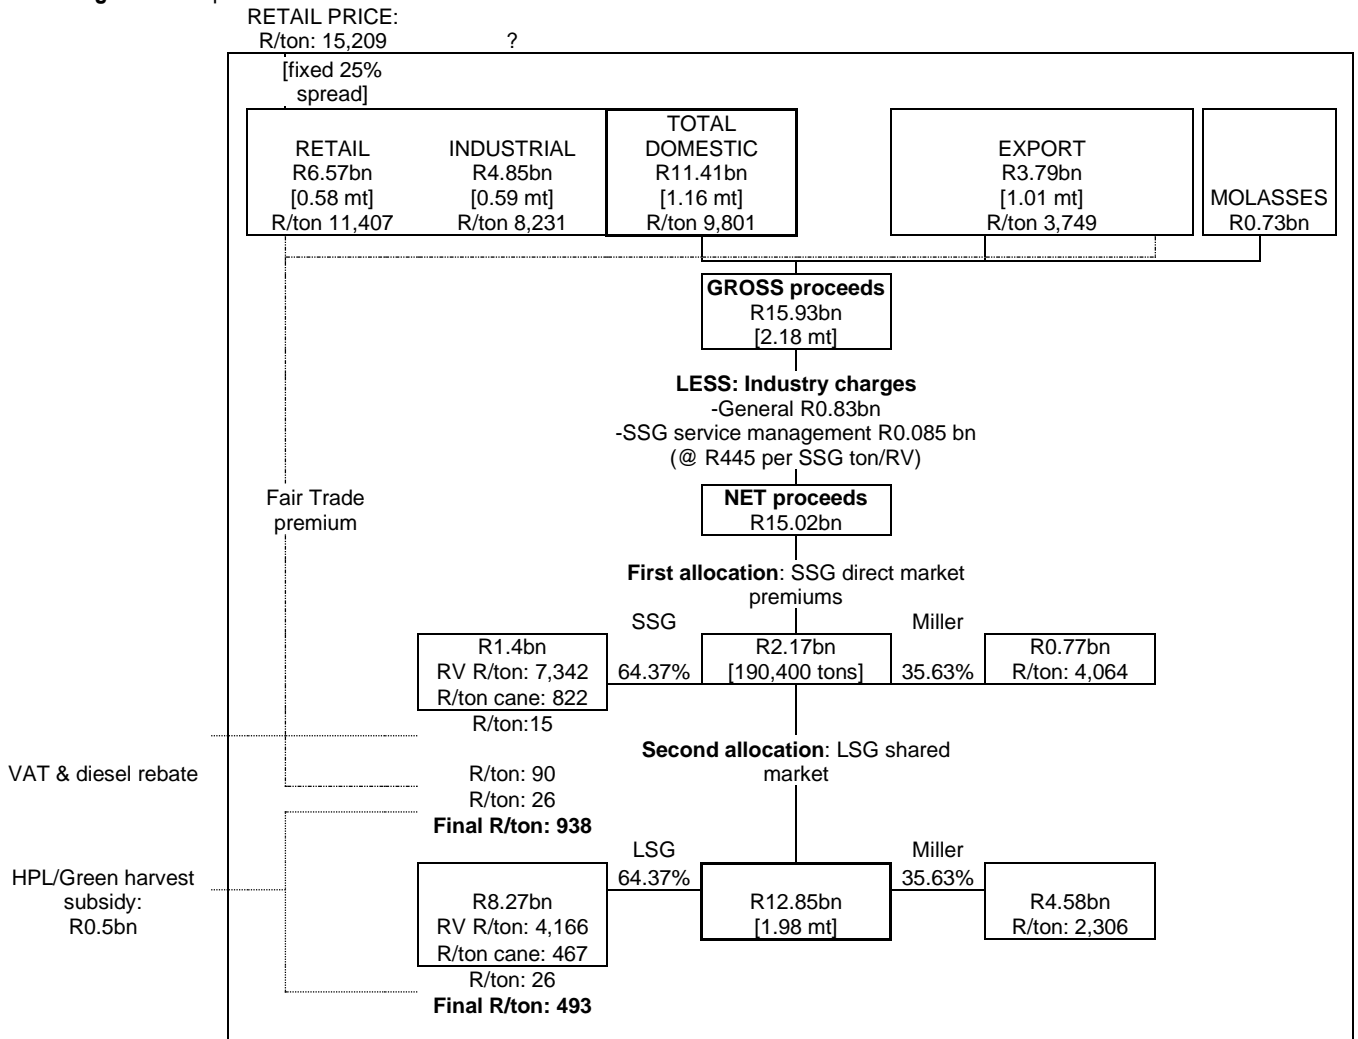 RETAIL PRICE:
R/ton: 15,209
?
[fixed 25%
spread]
RETAIL
R6.57bn
[0.58 mt]
R/ton 11,407
INDUSTRIAL
R4.85bn
[0.59 mt]
R/ton 8,231
TOTAL
DOMESTIC
R11.41bn
[1.16 mt]
R/ton 9,801
EXPORT
R3.79bn
[1.01 mt]
R/ton 3,749
MOLASSES
R0.73bn
GROSS proceeds
R15.93bn
[2.18 mt]
LESS: Industry charges
-General R0.83bn
-SSG service management R0.085 bn
(@ R445 per SSG ton/RV)
NET proceeds
R15.02bn
Fair Trade
premium
First allocation: SSG direct market
premiums
SSG
Miller
R1.4bn
RV R/ton: 7,342
R/ton cane: 822
64.37%
R2.17bn
[190,400 tons]
35.63%
R0.77bn
R/ton: 4,064
R/ton:15
Second allocation: LSG shared
market
VAT & diesel rebate
R/ton: 90
R/ton: 26
Final R/ton: 938
LSG
Miller
HPL/Green harvest
subsidy:
R0.5bn
64.37%
35.63%
R8.27bn
RV R/ton: 4,166
R/ton cane: 467
R12.85bn
[1.98 mt]
R4.58bn
R/ton: 2,306
R/ton: 26
Final R/ton: 493